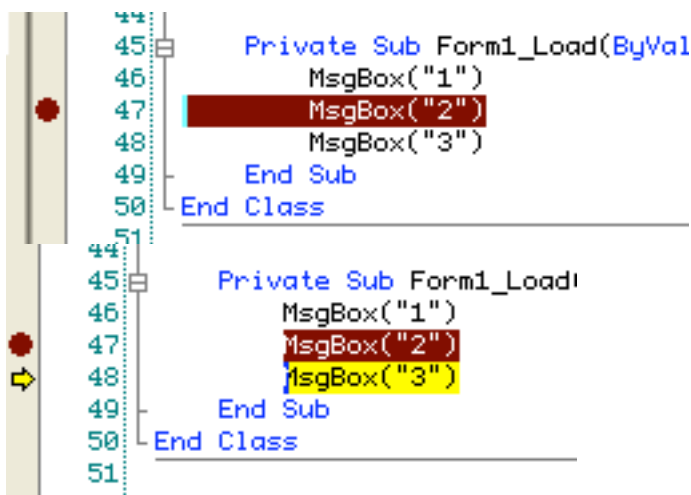 44
45 Private Sub Form1_Load(ByVal
46 MsgBox("1")
47 MsgBox("2")
48 MsgBox("3")
49 End Sub
50 End Class
51
44
45 Private Sub Form1_Load(
46 MsgBox("1")
47 MsgBox("2")
48 MsgBox("3")
49 End Sub
50 End Class
51